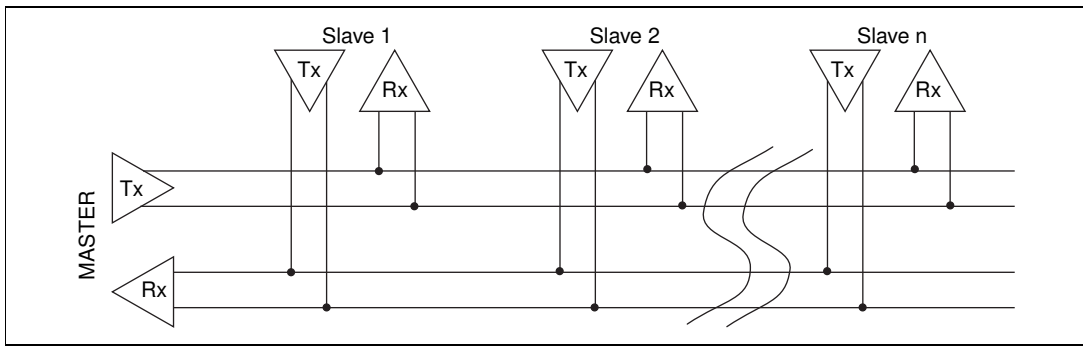 Slave 1
Slave 2
Slave n
Tx
Rx
Tx
Rx
Tx
Rx
MASTER
Tx
Rx